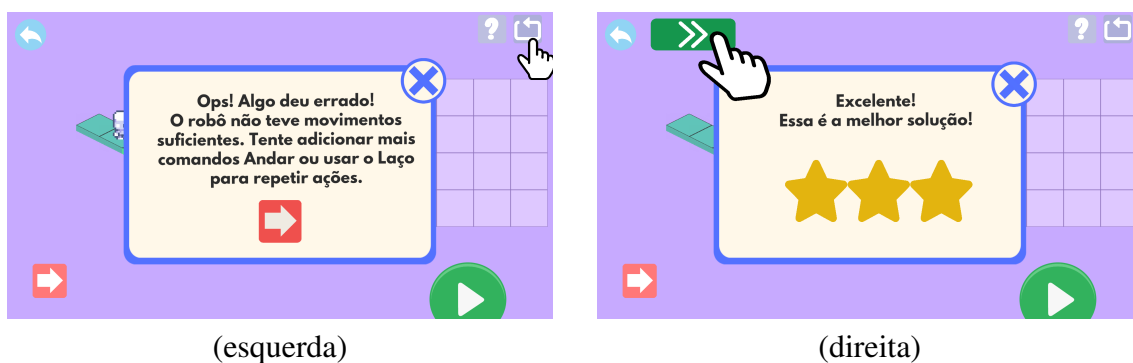 ?
Ops! Algo deu errado!
O robô não teve movimentos
suficientes. Tente adicionar mais
comandos Andar ou usar o Laço
para repetir ações.
(esquerda)
?
Excelente!
Essa é a melhor solução!
(direita)